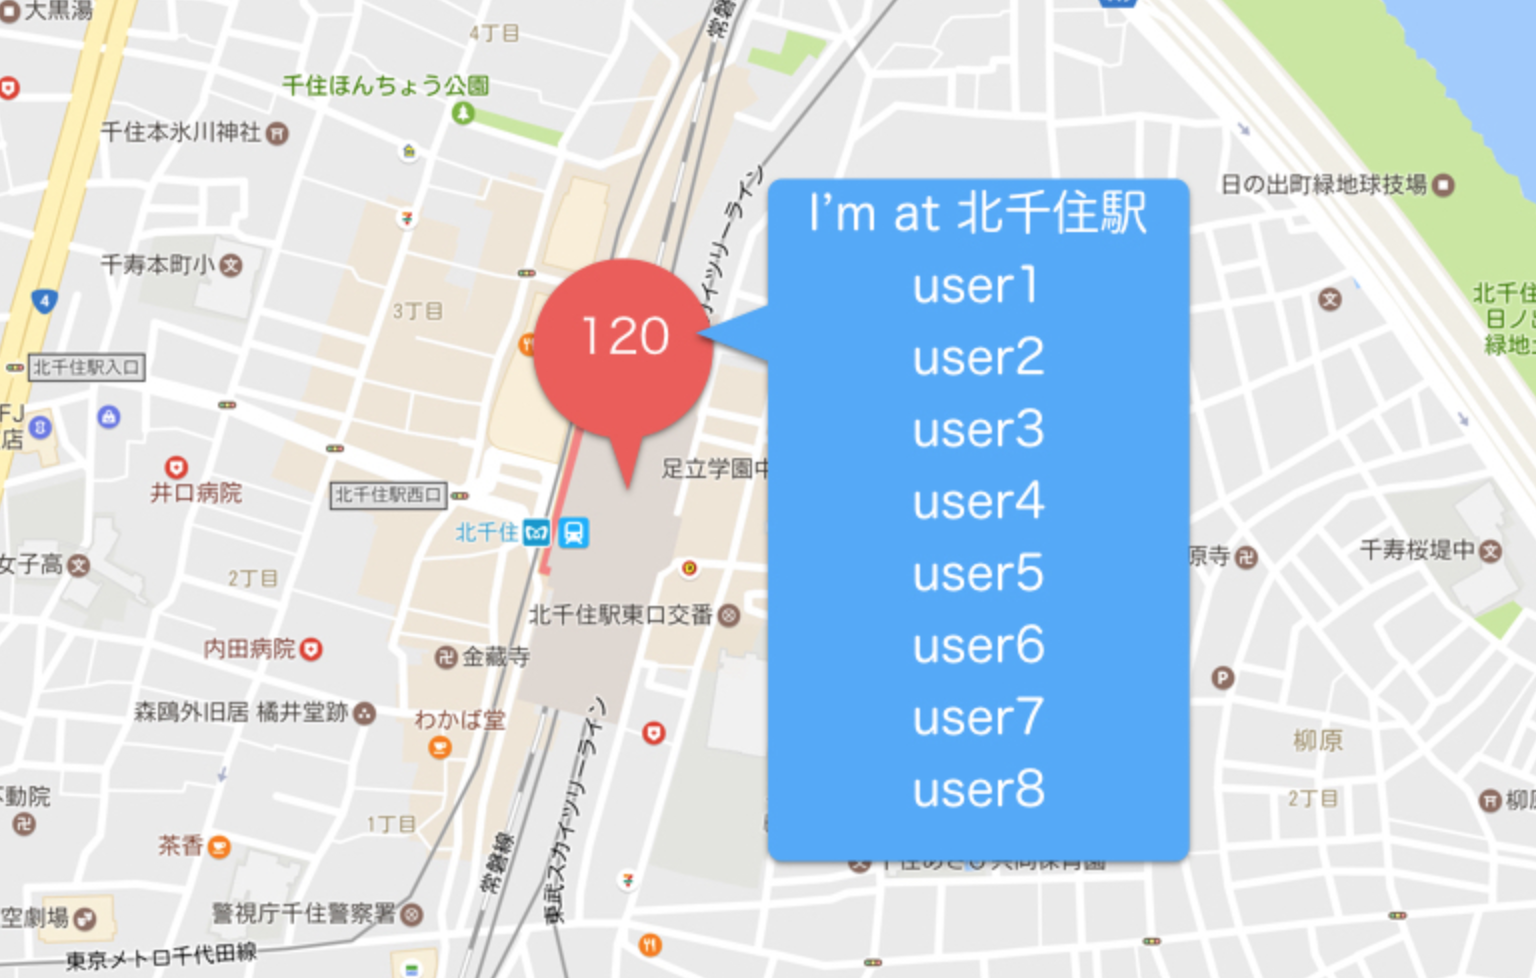 大黒湯
4丁目
常磐
千住ほんちょう公園
千住本氷川神社
日の出町緑地球技場
I'm at 北千住駅
user1
user2
user3
user4
user5
user6
user7
user8
120
千寿本町小
3丁目
4
北千住駅入口
イツリーライン
北千住
日ノ出
緑地
FJ
店
井口病院
北千住駅西口
足立学園中
北千住
女子高
2丁目
原寺
千寿桜堤中
北千住駅東口交番
内田病院
金藏寺
森鴎外旧居 橘井堂跡
わかば堂
P
柳原
2丁目
柳原
動院
1丁目
茶香
常磐線
東武スカイツリーライン
空劇場
警視庁千住警察署
東京メトロ千代田線